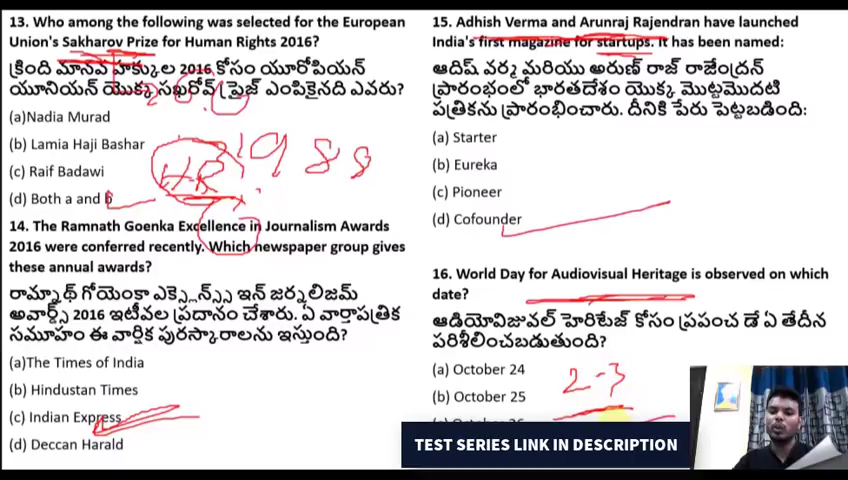 13. Who among the following was selected for the European
Union's Sakharov Prize for Human Rights 2016?
క్రింది మానవ హక్కుల 2016 కోసం యూరోపియన్
యూనియన్ యొక్క సఖరోవ్ ప్రైజ్ ఎంపికైనది ఎవరు?
(a)Nadia Murad
(b) Lamia Haji Bashar
(c) Raif Badawi
(d) Both a and b
1988
H.R
14. The Ramnath Goenka Excellence in Journalism Awards
2016 were conferred recently. Which newspaper group gives
these annual awards?
రామ్నాథ్ గోయెంకా ఎక్స్లెన్స్ ఇన్ జర్నలిజమ్
అవార్డ్స్ 2016 ఇటీవల ప్రదానం చేశారు. ఏ వార్తాపత్రిక
సమూహం ఈ వార్షిక పురస్కారాలను ఇస్తుంది?
(a)The Times of India
(b) Hindustan Times
(c) Indian Express
(d) Deccan Harald
15. Adhish Verma and Arunraj Rajendran have launched
India's first magazine for startups. It has been named:
ఆదిష్ వర్మ మరియు అరుణ్ రాజ్ రాజేంద్రన్
ప్రారంభంలో భారతదేశం యొక్క మొట్టమొదటి
పత్రికను ప్రారంభించారు. దీనికి పేరు పెట్టబడింది:
(a) Starter
(b) Eureka
(c) Pioneer
(d) Cofounder
16. World Day for Audiovisual Heritage is observed on which
date?
ఆడియోవిజువల్ హెరిటేజ్ కోసం ప్రపంచ డే ఏ తేదీన
పరిశీలించబడుతుంది?
(a) October 24
(b) October 25
2-3
TEST SERIES LINK IN DESCRIPTION